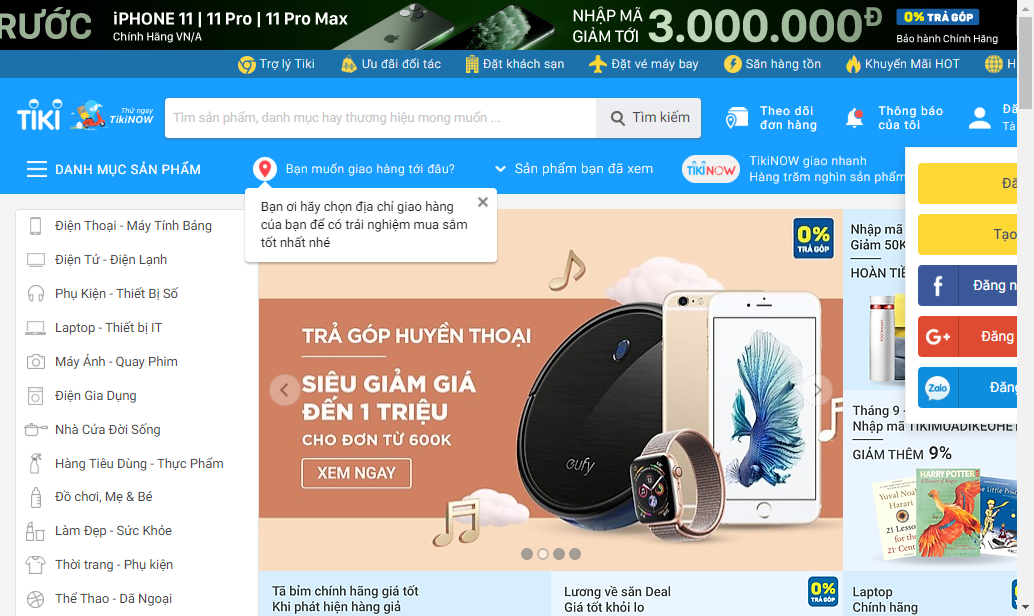 RƯỚC
iPHONE 11 | 11 Pro | 11 Pro Max
Chính Hãng VN/A
NHẬP MÃ
GIẢM TỚI
3.000.000Đ
0% TRẢ GÓP
Bảo hành Chính Hãng
Trợ lý Tiki
Ưu đãi đối tác
Đặt khách sạn
Đặt vé máy bay
Săn hàng tồn
Khuyến Mãi HOT
H
TiKi
Thử ngay
TikiNOW
Tìm sản phẩm, danh mục hay thương hiệu mong muốn ...
Tìm kiếm
Theo dõi
đơn hàng
Thông báo
của tôi
Đă
Tà
DANH MỤC SẢN PHẨM
Bạn muốn giao hàng tới đâu?
Sản phẩm bạn đã xem
TiKiNOW
TikiNOW giao nhanh
Hàng trăm nghìn sản phẩm
Bạn ơi hãy chọn địa chỉ giao hàng
của bạn để có trải nghiệm mua sắm
tốt nhất nhé
Đă
Tạo
Đăng n
Đăng
Zalo
Đăng
Điện Thoại - Máy Tính Bảng
Điện Tử - Điện Lạnh
Phụ Kiện - Thiết Bị Số
Laptop - Thiết bị IT
Máy Ảnh - Quay Phim
Điện Gia Dụng
Nhà Cửa Đời Sống
Hàng Tiêu Dùng - Thực Phẩm
Đồ chơi, Mẹ & Bé
Làm Đẹp - Sức Khỏe
Thời trang - Phụ kiện
Thể Thao - Dã Ngoại
0%
TRẢ GÓP
TRẢ GÓP HUYỀN THOẠI
SIÊU GIẢM GIÁ
ĐẾN 1 TRIỆU
CHO ĐƠN TỪ 600K
XEM NGAY
eufy
Nhập mã
Giảm 50K
HOÀN TIỀ
Tháng 9 -
Nhập mã TIKIMUADIKEOHET
GIẢM THÊM 9%
Yuval Noah
Harari
21 Lessons
for the
21 Cent
HARRY POTTER
A History of Magic
The Little Prince
Tã bỉm chính hãng giá tốt
Khi phát hiện hàng giả
Lương về săn Deal
Giá tốt khỏi lo
0%
TRẢ GÓP
Laptop
Chính hãng